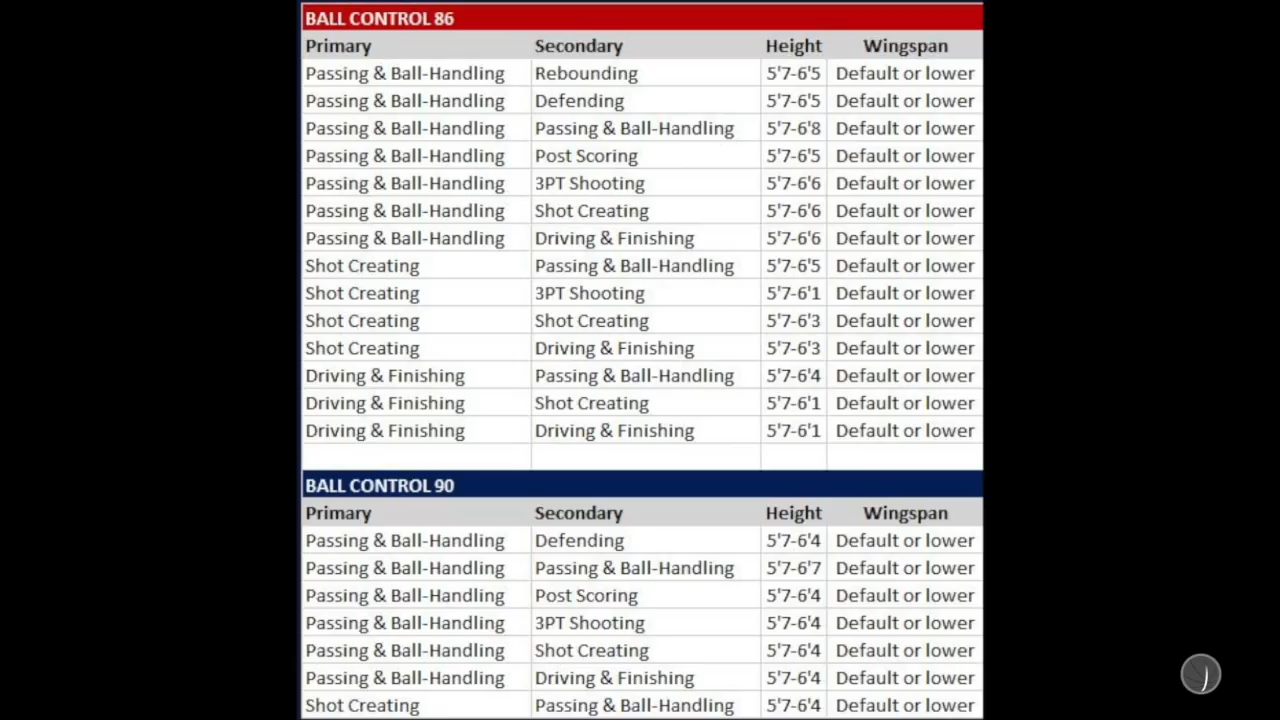 BALL CONTROL 86
Primary Secondary Height Wingspan
Passing & Ball-Handling Rebounding 5'7-6'5 Default or lower
Passing & Ball-Handling Defending 5'7-6'5 Default or lower
Passing & Ball-Handling Passing & Ball-Handling 5'7-6'8 Default or lower
Passing & Ball-Handling Post Scoring 5'7-6'5 Default or lower
Passing & Ball-Handling 3PT Shooting 5'7-6'6 Default or lower
Passing & Ball-Handling Shot Creating 5'7-6'6 Default or lower
Passing & Ball-Handling Driving & Finishing 5'7-6'6 Default or lower
Shot Creating Passing & Ball-Handling 5'7-6'5 Default or lower
Shot Creating 3PT Shooting 5'7-6'1 Default or lower
Shot Creating Shot Creating 5'7-6'3 Default or lower
Shot Creating Driving & Finishing 5'7-6'3 Default or lower
Driving & Finishing Passing & Ball-Handling 5'7-6'4 Default or lower
Driving & Finishing Shot Creating 5'7-6'1 Default or lower
Driving & Finishing Driving & Finishing 5'7-6'1 Default or lower
BALL CONTROL 90
Primary Secondary Height Wingspan
Passing & Ball-Handling Defending 5'7-6'4 Default or lower
Passing & Ball-Handling Passing & Ball-Handling 5'7-6'7 Default or lower
Passing & Ball-Handling Post Scoring 5'7-6'4 Default or lower
Passing & Ball-Handling 3PT Shooting 5'7-6'4 Default or lower
Passing & Ball-Handling Shot Creating 5'7-6'4 Default or lower
Passing & Ball-Handling Driving & Finishing 5'7-6'4 Default or lower
Shot Creating Passing & Ball-Handling 5'7-6'4 Default or lower